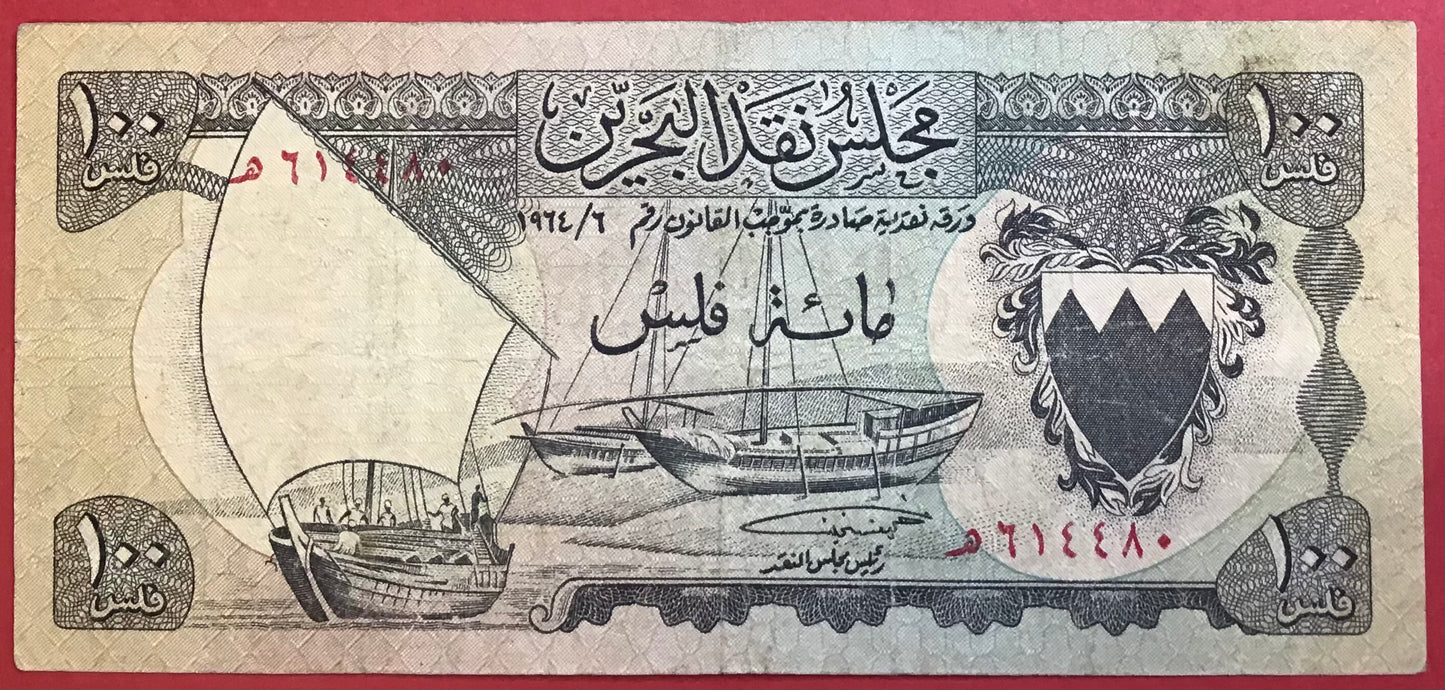 ١٠٠ فلس
مجلس نقد البحرين
١٠٠ فلس
ھ ٦١٤٤٨٠
ورقة نقدية صادرة بموجب القانون رقم ١٩٦٤/٦
مائة فلس
ھ ٦١٤٤٨٠
رئيس مجلس النقد
١٠٠ فلس
١٠٠ فلس